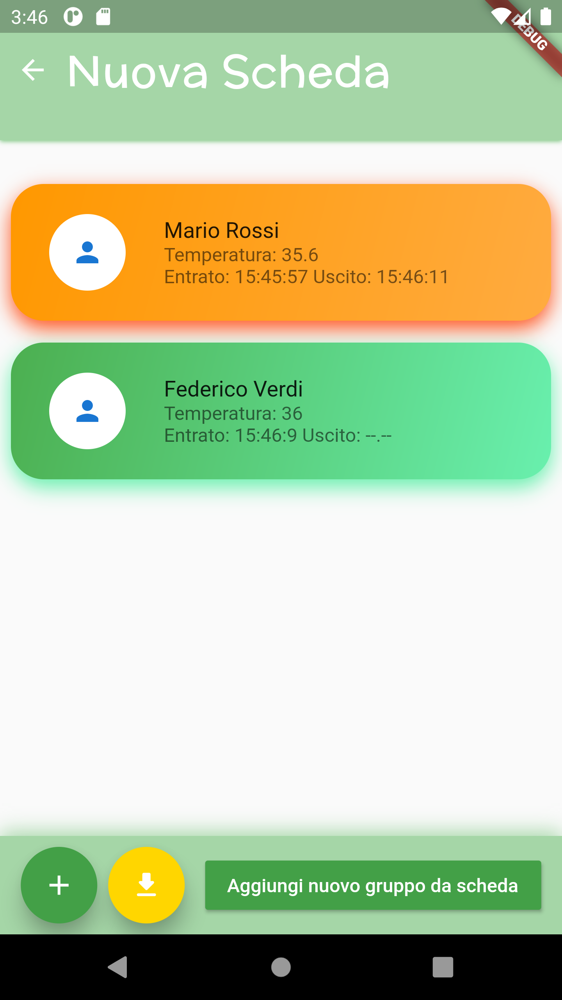 3:46
DEBUG
Nuova Scheda
Mario Rossi
Temperatura: 35.6
Entrato: 15:45:57 Uscito: 15:46:11
Federico Verdi
Temperatura: 36
Entrato: 15:46:9 Uscito: --.--
Aggiungi nuovo gruppo da scheda